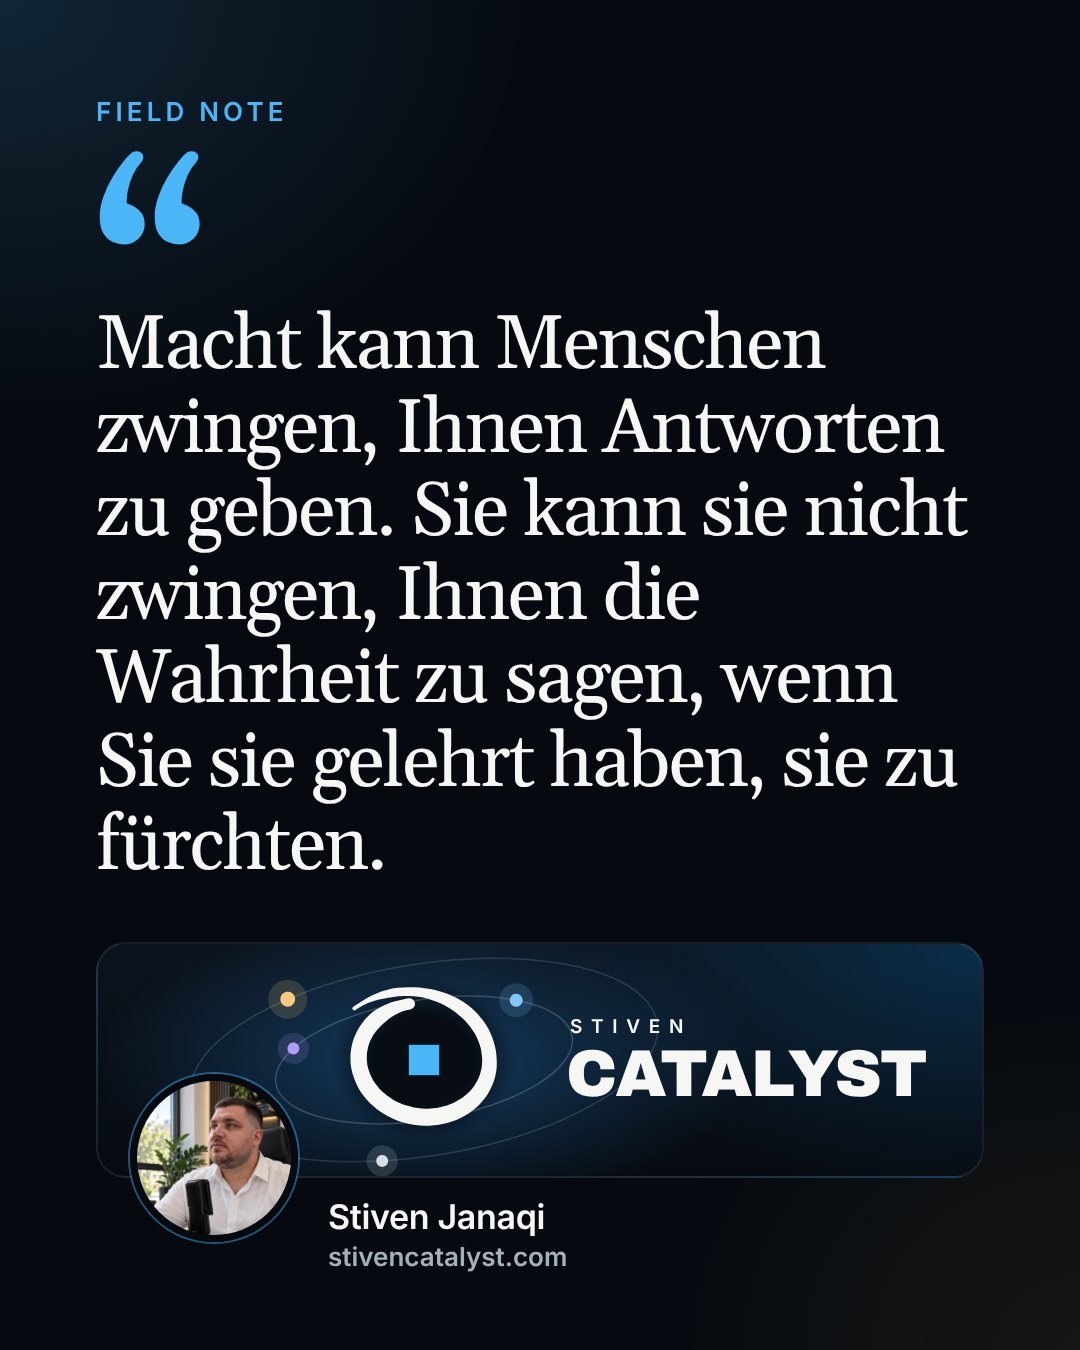 FIELD NOTE
“
Macht kann Menschen
zwingen, Ihnen Antworten
zu geben. Sie kann sie nicht
zwingen, Ihnen die
Wahrheit zu sagen, wenn
Sie sie gelehrt haben, sie zu
fürchten.
STIVEN
CATALYST
Stiven Janaqi
stivencatalyst.com